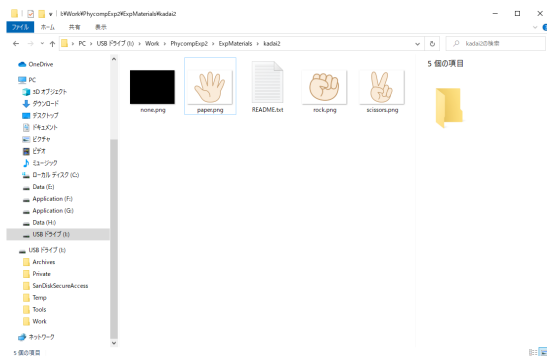 I:¥Work¥PhycompExp2¥ExpMaterials¥kadai2
ファイル ホーム 共有 表示
PC > USB ドライブ (I:) > Work > PhycompExp2 > ExpMaterials > kadai2
kadai2の検索
OneDrive
PC
3D オブジェクト
ダウンロード
デスクトップ
ドキュメント
ピクチャ
ビデオ
ミュージック
ローカル ディスク (C:)
Data (E:)
Application (F:)
Application (G:)
Data (H:)
USB ドライブ (I:)
USB ドライブ (I:)
Archives
Private
SanDiskSecureAccess
Temp
Tools
Work
ネットワーク
none.png
paper.png
README.txt
rock.png
scissors.png
5 個の項目
5 個の項目